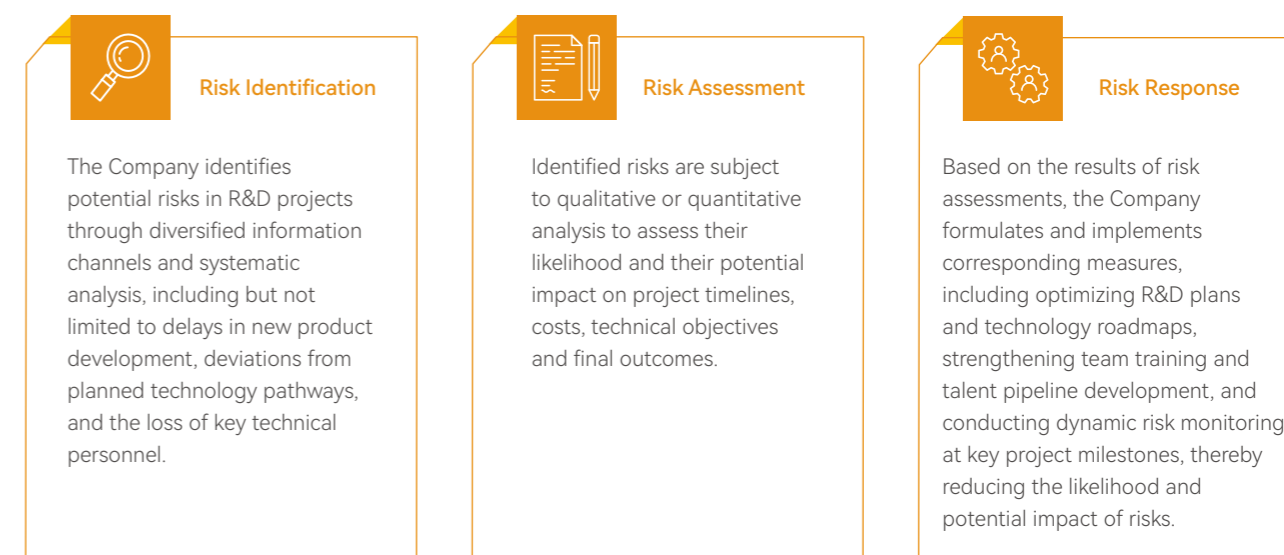 Risk Identification
The Company identifies
potential risks in R&D projects
through diversified information
channels and systematic
analysis, including but not
limited to delays in new product
development, deviations from
planned technology pathways,
and the loss of key technical
personnel.
Risk Assessment
Identified risks are subject
to qualitative or quantitative
analysis to assess their
likelihood and their potential
impact on project timelines,
costs, technical objectives
and final outcomes.
Risk Response
Based on the results of risk
assessments, the Company
formulates and implements
corresponding measures,
including optimizing R&D plans
and technology roadmaps,
strengthening team training and
talent pipeline development, and
conducting dynamic risk monitoring
at key project milestones, thereby
reducing the likelihood and
potential impact of risks.